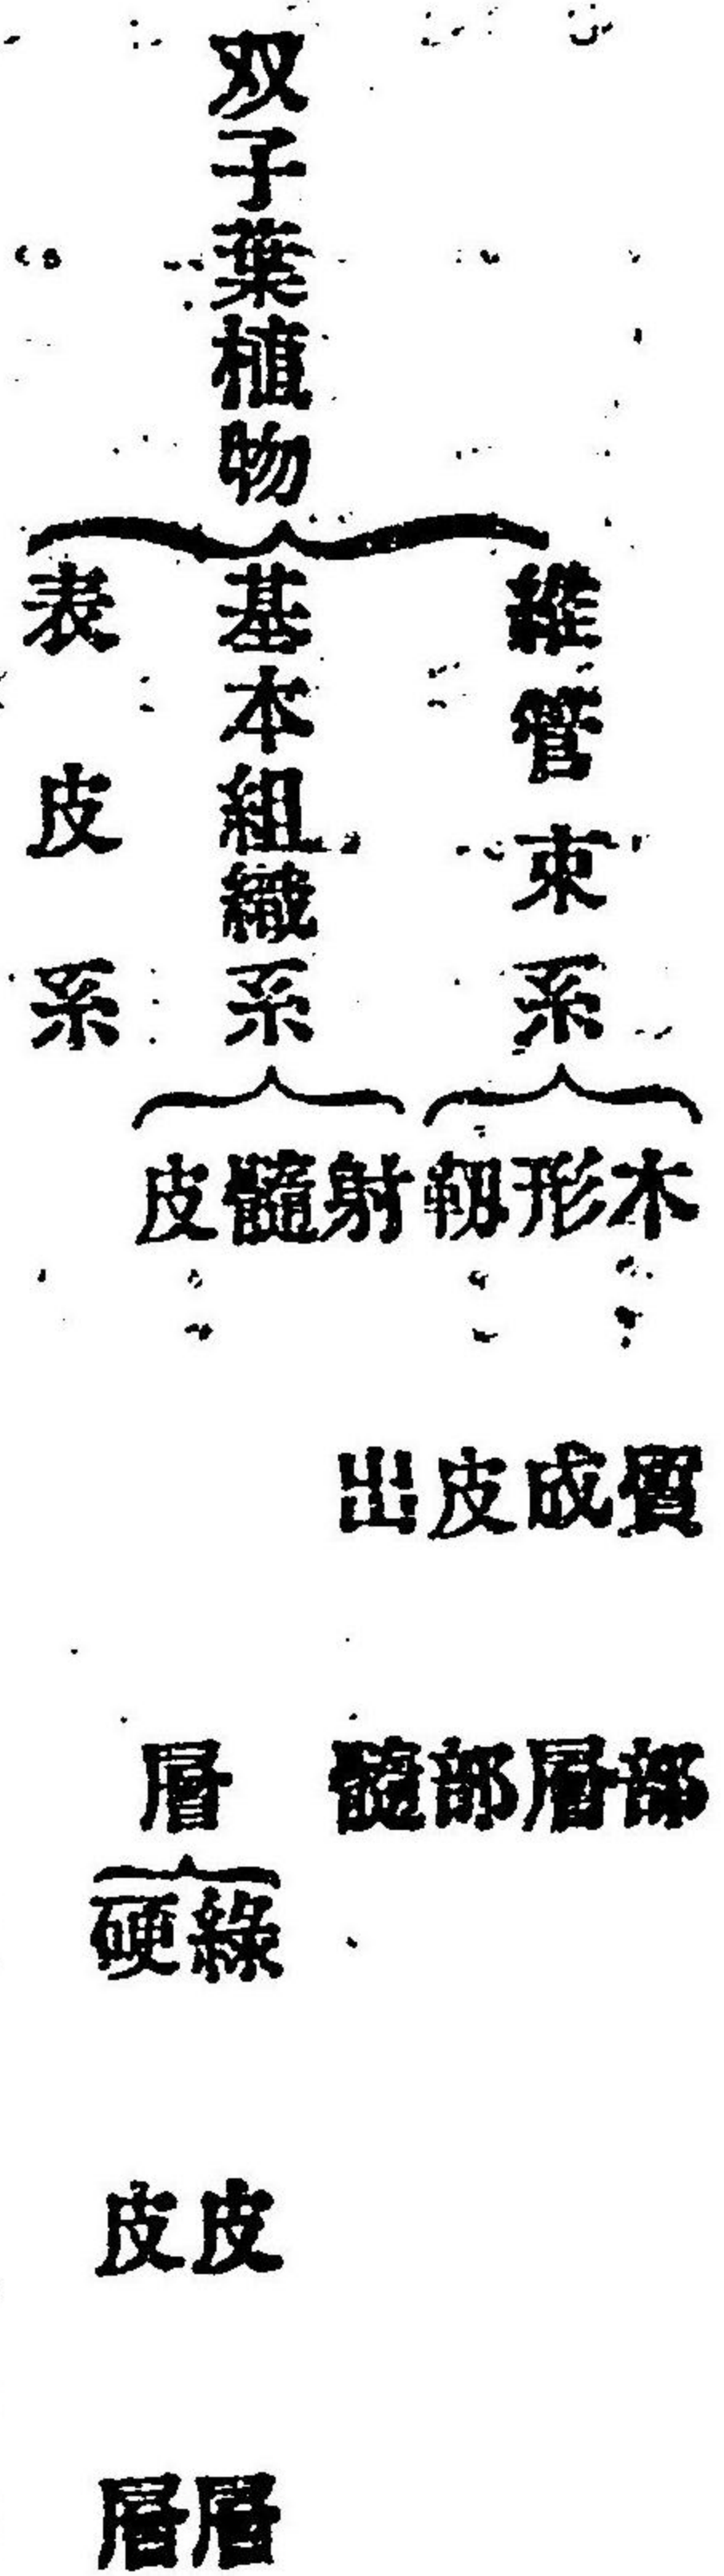 双子葉植物
維管束系
木質部
形成層
靱皮部
基本組織系
射出髓
髓
皮層
綠皮層
硬皮層
表皮系